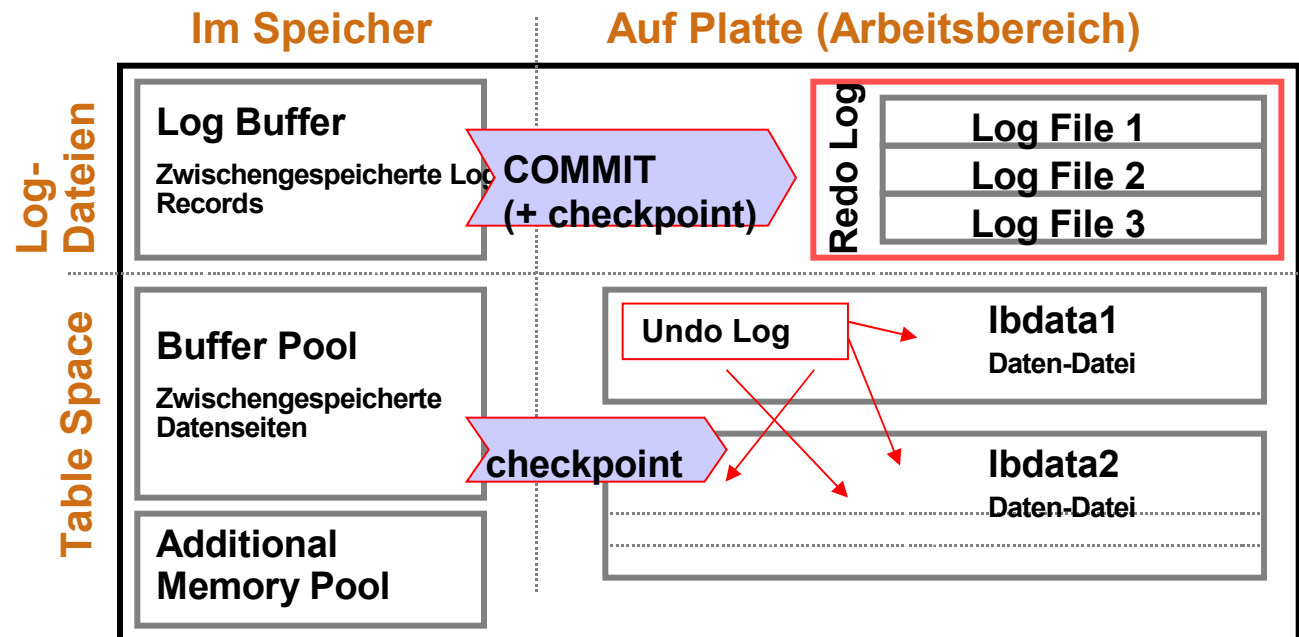 Im Speicher
Auf Platte (Arbeitsbereich)
Log-
Dateien
Log Buffer
Zwischengespeicherte Log
Records
COMMIT
(+ checkpoint)
Redo Log
Log File 1
Log File 2
Log File 3
Table Space
Buffer Pool
Zwischengespeicherte
Datenseiten
checkpoint
Undo Log
Ibdata1
Daten-Datei
Ibdata2
Daten-Datei
Additional
Memory Pool